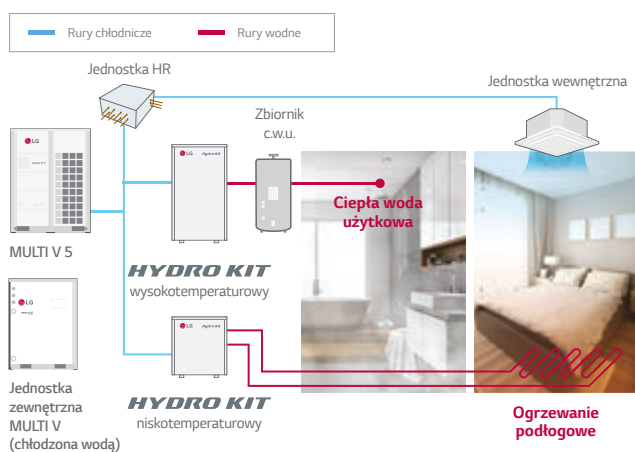 Rury chłodnicze
Rury wodne
Jednostka HR
Jednostka wewnętrzna
Zbiornik
c.w.u.
LG
LG Hydro Kit
Ciepła woda
użytkowa
MULTI V 5
HYDRO KIT
wysokotemperaturowy
LG
LG Hydro Kit
Jednostka
zewnętrzna
MULTI V
(chłodzona wodą)
HYDRO KIT
niskotemperaturowy
Ogrzewanie
podłogowe